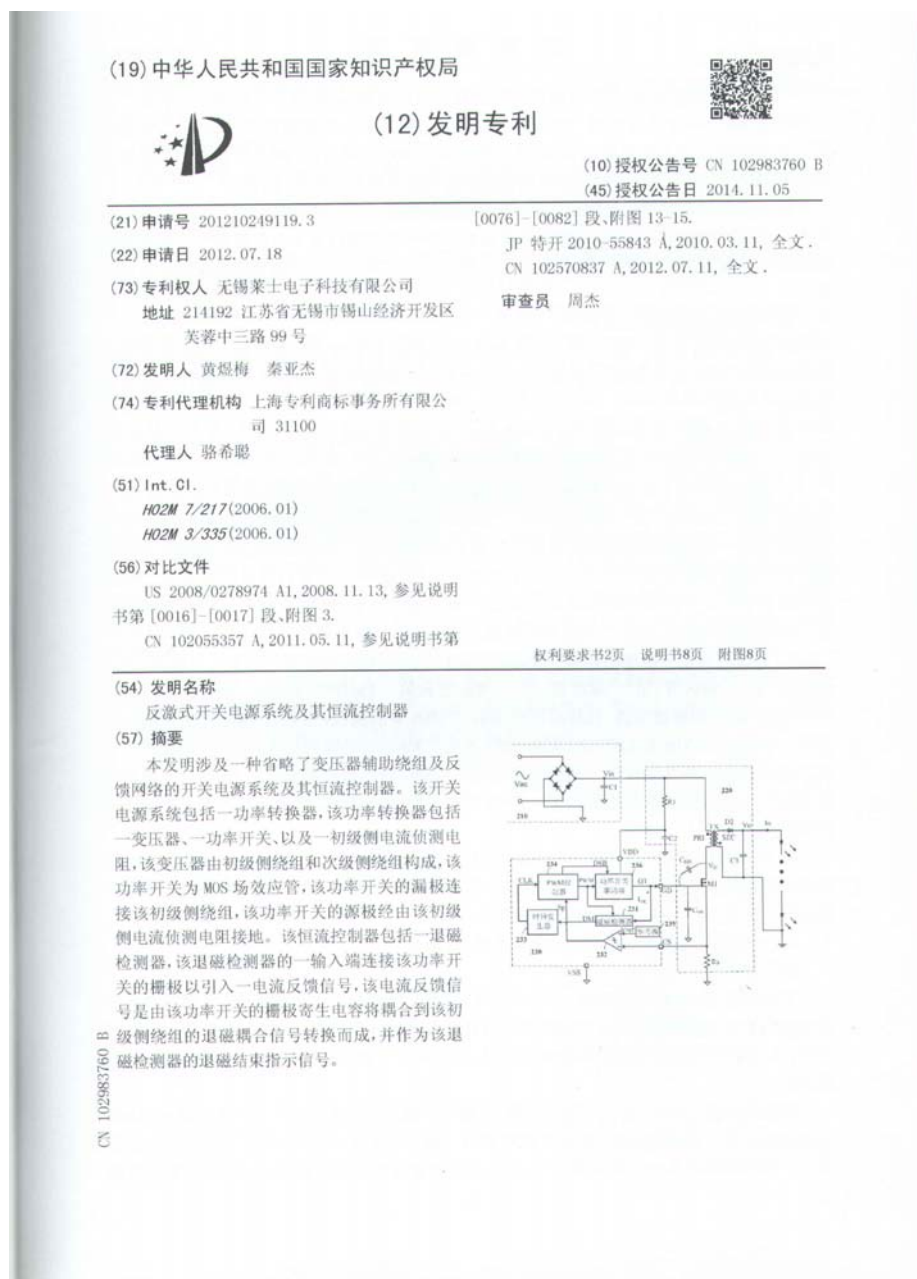 (19)中华人民共和国国家知识产权局
(12)发明专利
(10)授权公告号 CN 102983760 B
(45)授权公告日 2014.11.05
(21)申请号 201210249119.3
(22)申请日 2012.07.18
(73)专利权人 无锡莱士电子科技有限公司
地址 214192 江苏省无锡市锡山经济开发区
芙蓉中三路 99 号
(72)发明人 黄煜梅 秦亚杰
(74)专利代理机构 上海专利商标事务所有限公
司 31100
代理人 骆希聪
(51)Int.Cl.
H02M 7/217(2006.01)
H02M 3/335(2006.01)
(56)对比文件
US 2008/0278974 A1,2008.11.13, 参见说明
书第 [0016]-[0017] 段、附图 3.
CN 102055357 A,2011.05.11, 参见说明书第
[0076]-[0082] 段、附图 13-15.
JP 特开 2010-55843 A,2010.03.11, 全文.
CN 102570837 A,2012.07.11, 全文.
审查员 周杰
权利要求书2页 说明书8页 附图8页
(54)发明名称
反激式开关电源系统及其恒流控制器
(57)摘要
本发明涉及一种省略了变压器辅助绕组及反
馈网络的开关电源系统及其恒流控制器。该开关
电源系统包括一功率转换器,该功率转换器包括
一变压器、一功率开关、以及一初级侧电流侦测电
阻,该变压器由初级侧绕组和次级侧绕组构成,该
功率开关为 MOS 场效应管,该功率开关的漏极连
接该初级侧绕组,该功率开关的源极经由该初级
侧电流侦测电阻接地。该恒流控制器包括一退磁
检测器,该退磁检测器的一输入端连接该功率开
关的栅极以引入一电流反馈信号,该电流反馈信
号是由该功率开关的栅极寄生电容将耦合到该初
级侧绕组的退磁耦合信号转换而成,并作为该退
磁检测器的退磁结束指示信号。
CN 102983760 B
Vin
C1
210
R1
220
C2
D2
C3
VDD
234
236
CLK
231
233
230
232
VSS